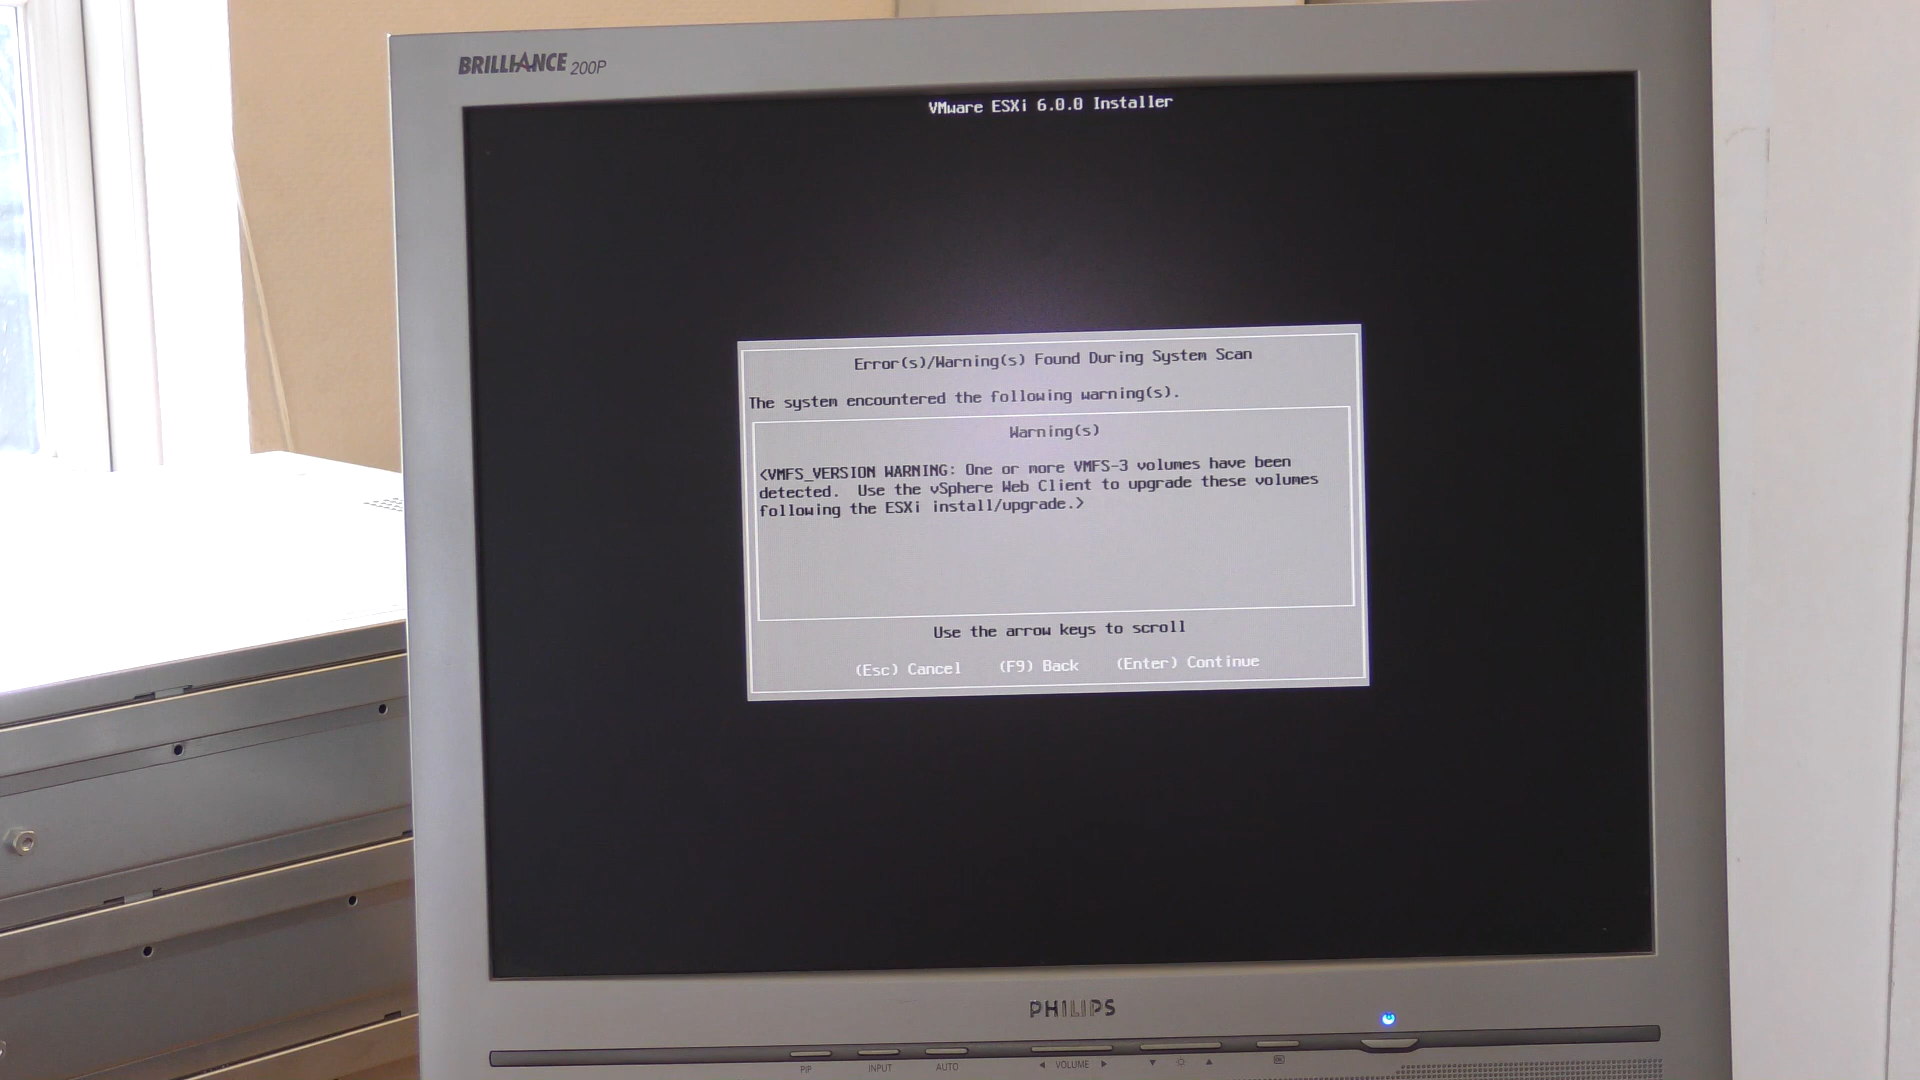 BRILLIANCE 200P
VMware ESXi 6.0.0 Installer
Error(s)/Warning(s) Found During System Scan
The system encountered the following warning(s).
Warning(s)
<VMFS_VERSION WARNING: One or more VMFS-3 volumes have been
detected.  Use the vSphere Web Client to upgrade these volumes
following the ESXi install/upgrade.>
Use the arrow keys to scroll
(Esc) Cancel (F9) Back (Enter) Continue
PHILIPS
PIP INPUT AUTO VOLUME